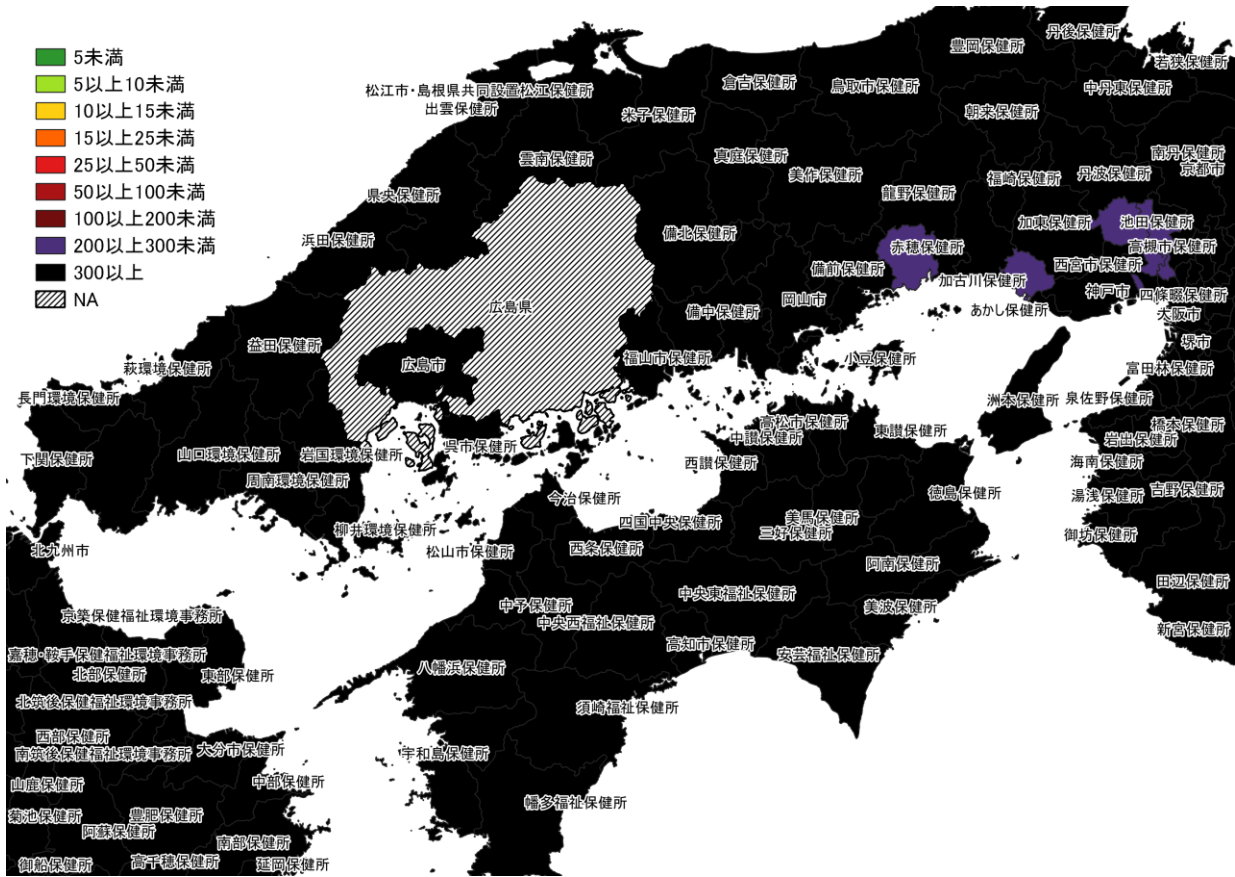 5未満
5以上10未満
10以上15未満
15以上25未満
25以上50未満
50以上100未満
100以上200未満
200以上300未満
300以上
NA
丹後保健所
豊岡保健所
若狭保健所
倉吉保健所
鳥取市保健所
中丹東保健所
松江市・島根県共同設置松江保健所
出雲保健所
米子保健所
朝来保健所
雲南保健所
真庭保健所
美作保健所
南丹保健所
京都市
県央保健所
龍野保健所
福崎保健所
丹波保健所
浜田保健所
備北保健所
加東保健所
池田保健所
赤穂保健所
高槻市保健所
備前保健所
西宮市保健所
加古川保健所
広島県
岡山市
神戸市
四條畷保健所
備中保健所
あかし保健所
大阪市
益田保健所
福山市保健所
小豆保健所
堺市
広島市
萩環境保健所
富田林保健所
長門環境保健所
洲本保健所
泉佐野保健所
高松市保健所
東讃保健所
橋本保健所
中讃保健所
岩出保健所
呉市保健所
下関保健所
山口環境保健所
岩国環境保健所
西讃保健所
海南保健所
周南環境保健所
今治保健所
徳島保健所
湯浅保健所
吉野保健所
四国中央保健所
美馬保健所
三好保健所
柳井環境保健所
御坊保健所
北九州市
松山市保健所
西条保健所
阿南保健所
田辺保健所
中央東福祉保健所
中予保健所
美波保健所
京築保健福祉環境事務所
中央西福祉保健所
新宮保健所
高知市保健所
安芸福祉保健所
嘉穂・鞍手保健福祉環境事務所
北部保健所
東部保健所
八幡浜保健所
北筑後保健福祉環境事務所
須崎福祉保健所
西部保健所
南筑後保健福祉環境事務所
大分市保健所
宇和島保健所
山鹿保健所
中部保健所
幡多福祉保健所
菊池保健所
豊肥保健所
阿蘇保健所
南部保健所
御船保健所
高千穂保健所
延岡保健所